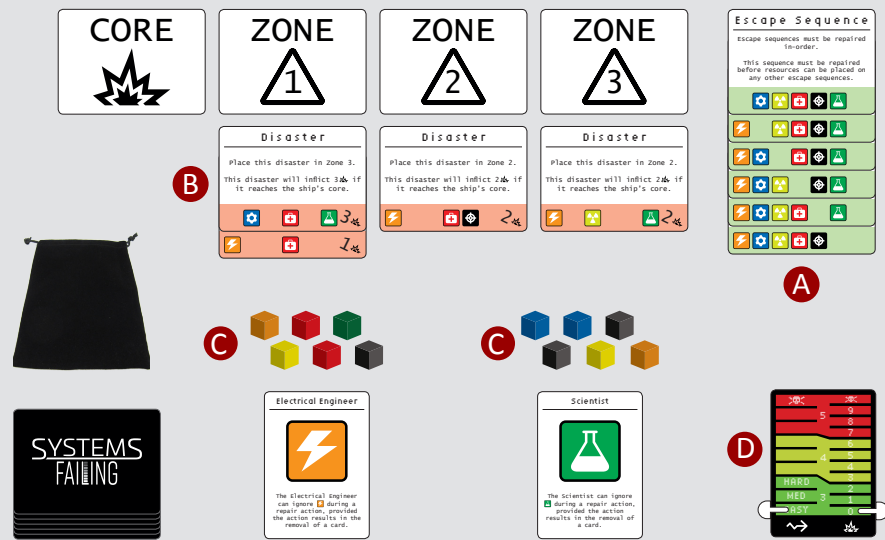 CORE
ZONE
1
ZONE
2
ZONE
3
Escape Sequence
Escape sequences must be repaired
in-order.
This sequence must be repaired
before resources can be placed on
any other escape sequences.
A
B
Disaster
Place this disaster in Zone 3.
This disaster will inflict 3 if
it reaches the ship's core.
3
1
Disaster
Place this disaster in Zone 2.
This disaster will inflict 2 if
it reaches the ship's core.
2
Disaster
Place this disaster in Zone 2.
This disaster will inflict 2 if
it reaches the ship's core.
2
C
C
SYSTEMS
FAILING
Electrical Engineer
The Electrical Engineer
can ignore during a
repair action, provided
the action results in the
removal of a card.
Scientist
The Scientist can ignore
during a repair action,
provided the action
results in the removal of
a card.
D
9
8
5
7
6
5
4
4
3
HARD
2
MED 3 1
0